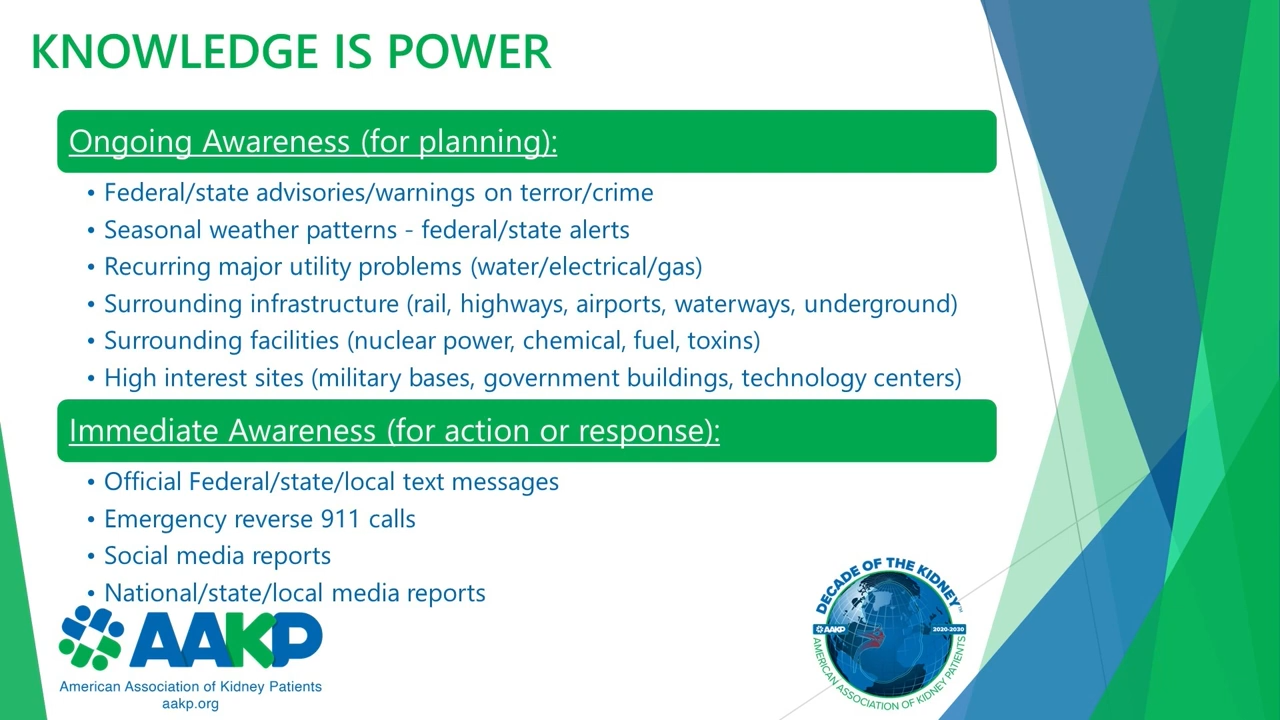 KNOWLEDGE IS POWER
Ongoing Awareness (for planning):
• Federal/state advisories/warnings on terror/crime
• Seasonal weather patterns - federal/state alerts
• Recurring major utility problems (water/electrical/gas)
• Surrounding infrastructure (rail, highways, airports, waterways, underground)
• Surrounding facilities (nuclear power, chemical, fuel, toxins)
• High interest sites (military bases, government buildings, technology centers)
Immediate Awareness (for action or response):
• Official Federal/state/local text messages
• Emergency reverse 911 calls
• Social media reports
• National/state/local media reports
AAKP
American Association of Kidney Patients
aakp.org
DECADE OF THE KIDNEY™
AAKP
2020-2030
AMERICAN ASSOCIATION OF KIDNEY PATIENTS